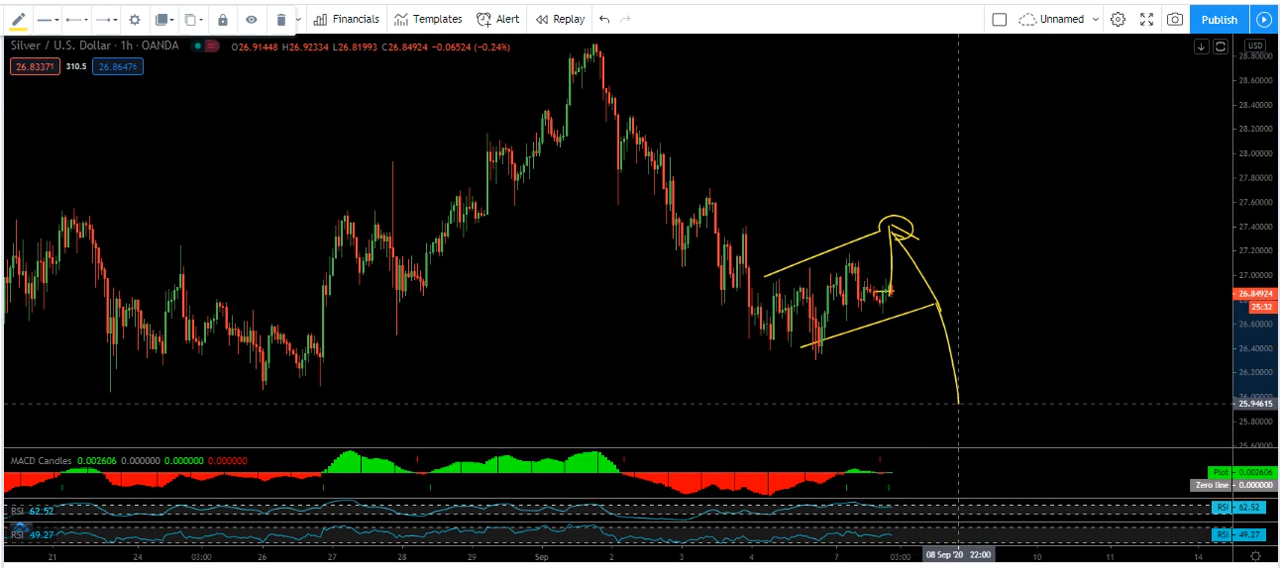 Financials Templates Alert Replay Unnamed Publish
Silver / U.S. Dollar · 1h · OANDA O26.91448 H26.92334 L26.81993 C26.84924 −0.06524 (−0.24%)
26.83371 310.5 26.86476
USD
28.80000
28.60000
28.40000
28.20000
28.00000
27.80000
27.60000
27.40000
27.20000
27.00000
26.84924
25:32
26.60000
26.40000
26.20000
25.94615
25.80000
25.60000
MACD Candles 0.002606 0.000000 0.000000 0.000000
Plot 0.002606
Zero line 0.000000
RSI 62.52 RSI 62.52
RSI 49.27 RSI 49.27
21 24 03:00 26 27 28 29 Sep 2 3 4 7 03:00 08 Sep '20 22:00 10 11 14